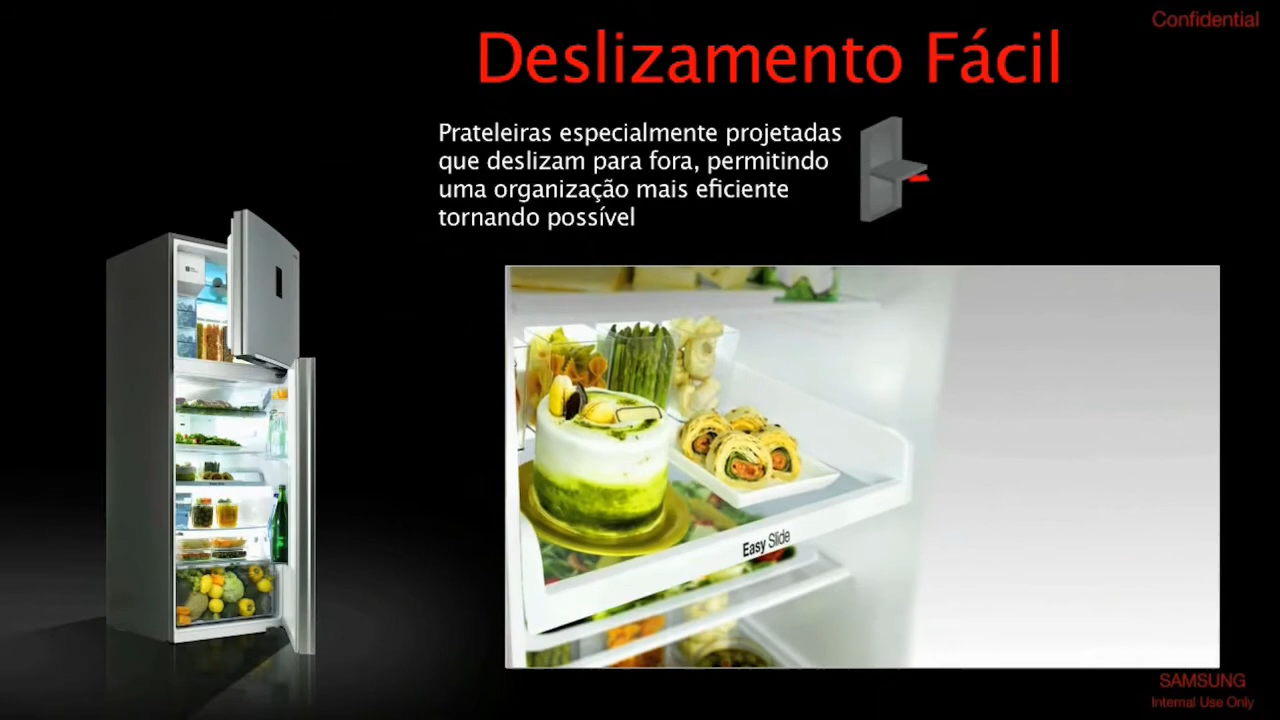 Confidential
Deslizamento Fácil
Prateleiras especialmente projetadas
que deslizam para fora, permitindo
uma organização mais eficiente
tornando possível
Easy Slide
SAMSUNG
Internal Use Only